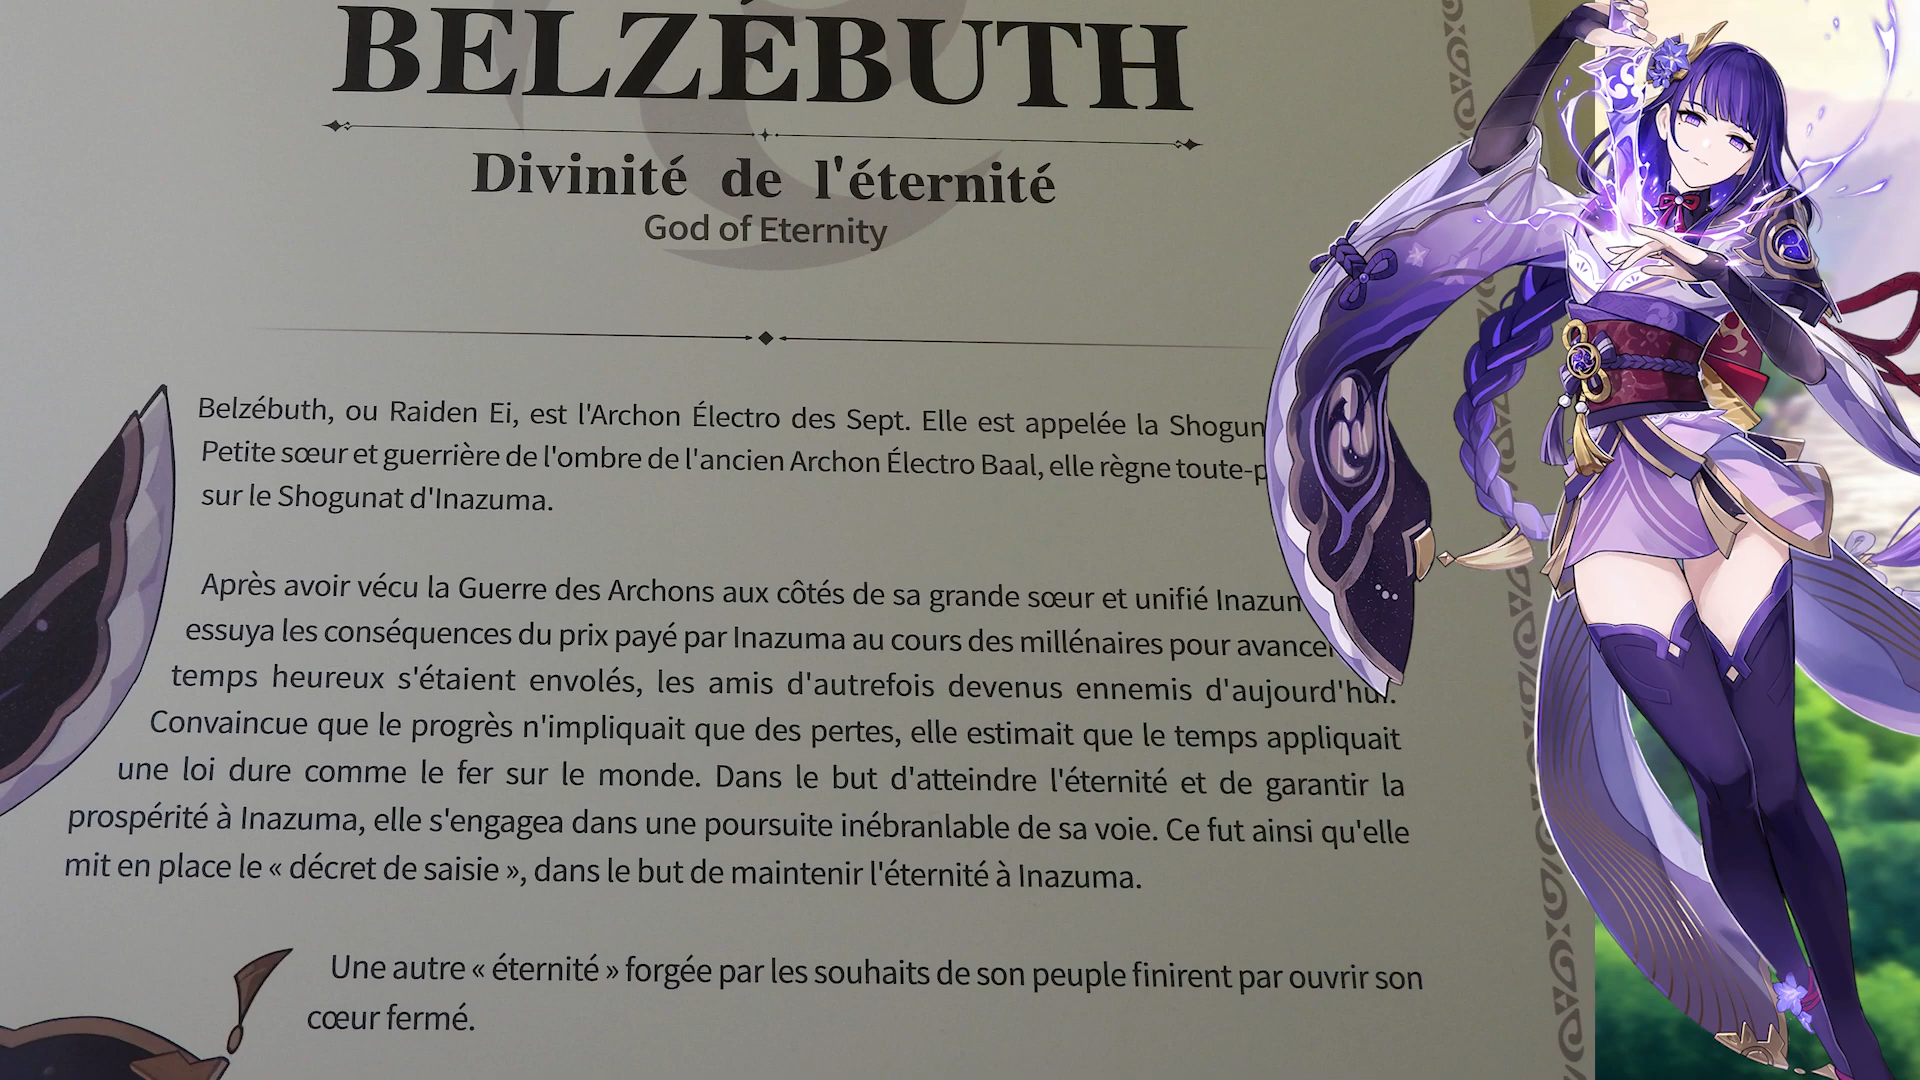 BELZÉBUTH
Divinité de l'éternité
God of Eternity
Belzébuth, ou Raiden Ei, est l'Archon Électro des Sept. Elle est appelée la Shogun
Petite sœur et guerrière de l'ombre de l'ancien Archon Électro Baal, elle règne
sur le Shogunat d'Inazuma.
Après avoir vécu la Guerre des Archons aux côtés de sa grande sœur et unifié
essuya les conséquences du prix payé par Inazuma au cours des millénaires pour
temps heureux s'étaient envolés, les amis d'autrefois devenus ennemis d'aujourd'hui.
Convaincue que le progrès n'impliquait que des pertes, elle estimait que le temps appliquait
une loi dure comme le fer sur le monde. Dans le but d'atteindre l'éternité et de garantir la
prospérité à Inazuma, elle s'engagea dans une poursuite inébranlable de sa voie. Ce fut ainsi qu'elle
mit en place le « décret de saisie », dans le but de maintenir l'éternité à Inazuma.
Une autre « éternité » forgée par les souhaits de son peuple finirent par ouvrir son
cœur fermé.